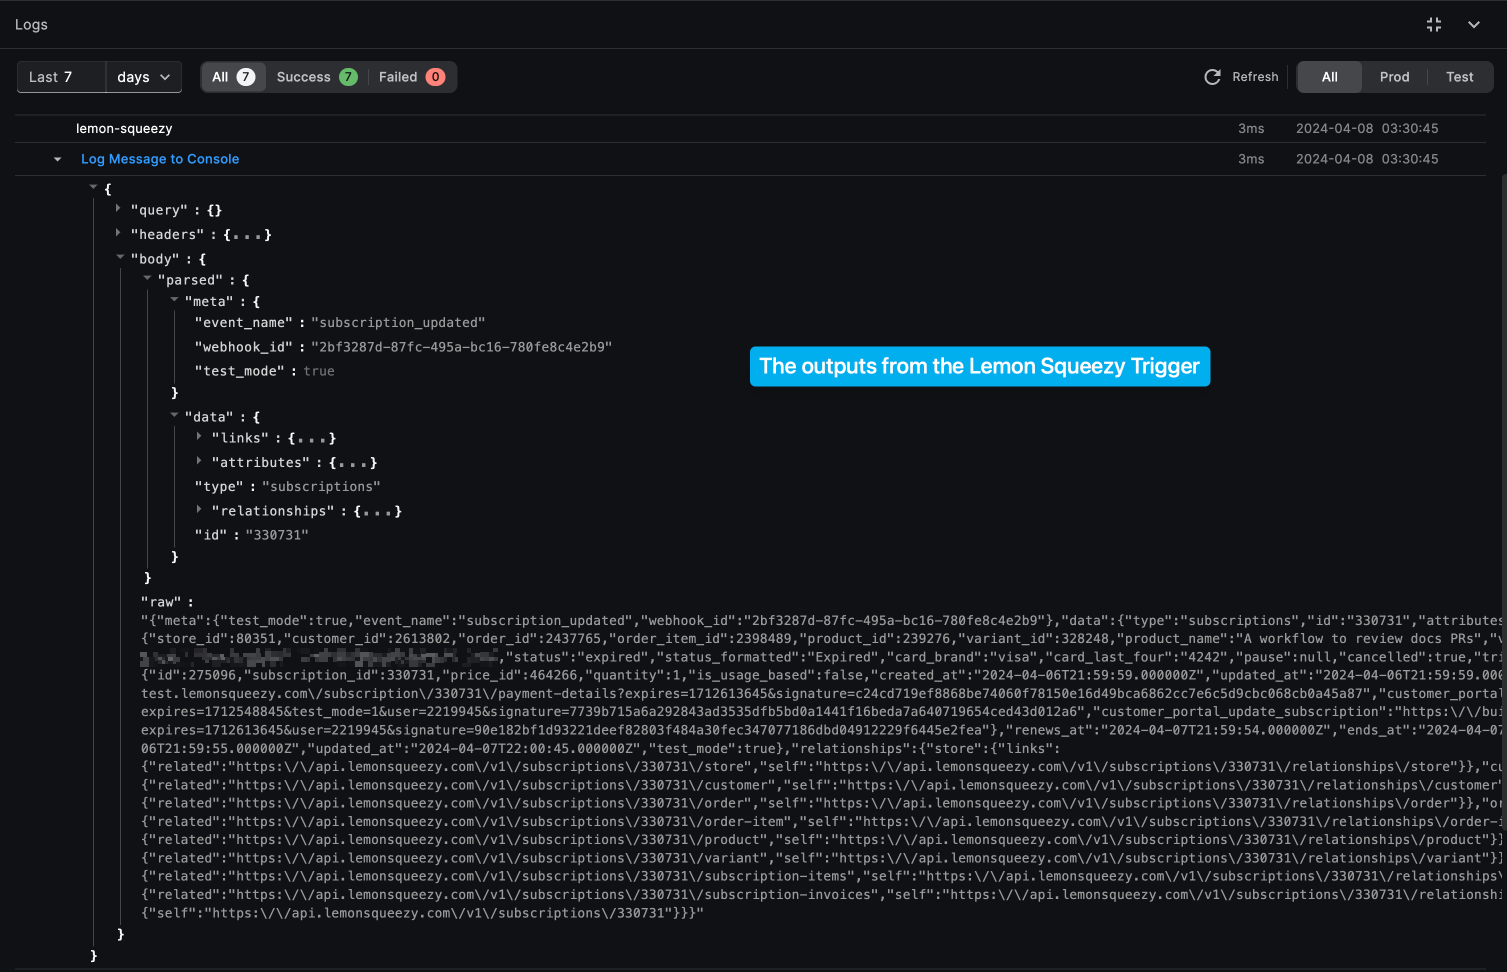 Logs
Last 7 days All 7 Success 7 Failed 0 Refresh All Prod Test
lemon-squeezy 3ms 2024-04-08 03:30:45
Log Message to Console 3ms 2024-04-08 03:30:45
{
"query" : {}
"headers" : {...}
"body" : {
"parsed" : {
"meta" : {
"event_name" : "subscription_updated"
"webhook_id" : "2bf3287d-87fc-495a-bc16-780fe8c4e2b9"
The outputs from the Lemon Squeezy Trigger
"test_mode" : true
}
"data" : {
"links" : {...}
"attributes" : {...}
"type" : "subscriptions"
"relationships" : {...}
"id" : "330731"
}
}
"raw" :
"{"meta":{"test_mode":true,"event_name":"subscription_updated","webhook_id":"2bf3287d-87fc-495a-bc16-780fe8c4e2b9"},"data":{"type":"subscriptions","id":"330731","attributes
{"store_id":80351,"customer_id":2613802,"order_id":2437765,"order_item_id":2398489,"product_id":239276,"variant_id":328248,"product_name":"A workflow to review docs PRs","v
,"status":"expired","status_formatted":"Expired","card_brand":"visa","card_last_four":"4242","pause":null,"cancelled":true,"tri
{"id":275096,"subscription_id":330731,"price_id":464266,"quantity":1,"is_usage_based":false,"created_at":"2024-04-06T21:59:59.000000Z","updated_at":"2024-04-06T21:59:59.000
test.lemonsqueezy.com\/subscription\/330731\/payment-details?expires=1712613645&signature=c24cd719ef8868be74060f78150e16d49bca6862cc7e6c5d9cbc068cb0a45a87","customer_porta
expires=1712548845&test_mode=1&user=2219945&signature=7739b715a6a292843ad3535dfb5bd0a1441f16beda7a640719654ced43d012a6","customer_portal_update_subscription":"https:\/\/bui
expires=1712613645&user=2219945&signature=90e182bf1d93221deef82803f484a30fec347077186dbd04912229f6445e2fea"},"renews_at":"2024-04-07T21:59:54.000000Z","ends_at":"2024-04-07
06T21:59:55.000000Z","updated_at":"2024-04-07T22:00:45.000000Z","test_mode":true},"relationships":{"store":{"links":
{"related":"https:\/\/api.lemonsqueezy.com\/v1\/subscriptions\/330731\/store","self":"https:\/\/api.lemonsqueezy.com\/v1\/subscriptions\/330731\/relationships\/store"}},"cu
{"related":"https:\/\/api.lemonsqueezy.com\/v1\/subscriptions\/330731\/customer","self":"https:\/\/api.lemonsqueezy.com\/v1\/subscriptions\/330731\/relationships\/customer"
{"related":"https:\/\/api.lemonsqueezy.com\/v1\/subscriptions\/330731\/order","self":"https:\/\/api.lemonsqueezy.com\/v1\/subscriptions\/330731\/relationships\/order"}},"or
{"related":"https:\/\/api.lemonsqueezy.com\/v1\/subscriptions\/330731\/order-item","self":"https:\/\/api.lemonsqueezy.com\/v1\/subscriptions\/330731\/relationships\/order-i
{"related":"https:\/\/api.lemonsqueezy.com\/v1\/subscriptions\/330731\/product","self":"https:\/\/api.lemonsqueezy.com\/v1\/subscriptions\/330731\/relationships\/product"}}
{"related":"https:\/\/api.lemonsqueezy.com\/v1\/subscriptions\/330731\/variant","self":"https:\/\/api.lemonsqueezy.com\/v1\/subscriptions\/330731\/relationships\/variant"}}
{"related":"https:\/\/api.lemonsqueezy.com\/v1\/subscriptions\/330731\/subscription-items","self":"https:\/\/api.lemonsqueezy.com\/v1\/subscriptions\/330731\/relationships\
{"related":"https:\/\/api.lemonsqueezy.com\/v1\/subscriptions\/330731\/subscription-invoices","self":"https:\/\/api.lemonsqueezy.com\/v1\/subscriptions\/330731\/relationshi
{"self":"https:\/\/api.lemonsqueezy.com\/v1\/subscriptions\/330731"}}}"
}
}